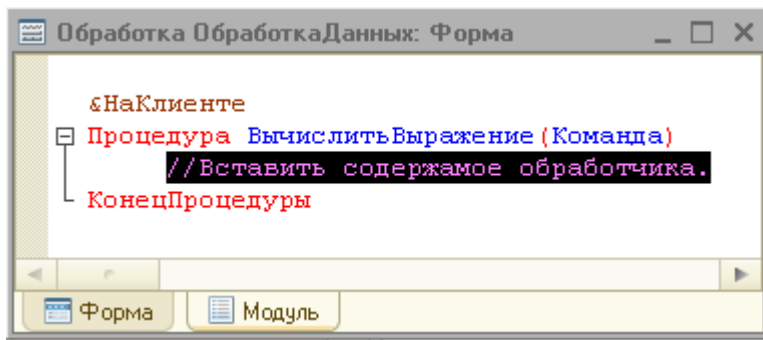 Обработка ОбработкаДанных: Форма
&НаКлиенте
Процедура ВычислитьВыражение(Команда)
//Вставить содержамое обработчика.
КонецПроцедуры
Форма
Модуль